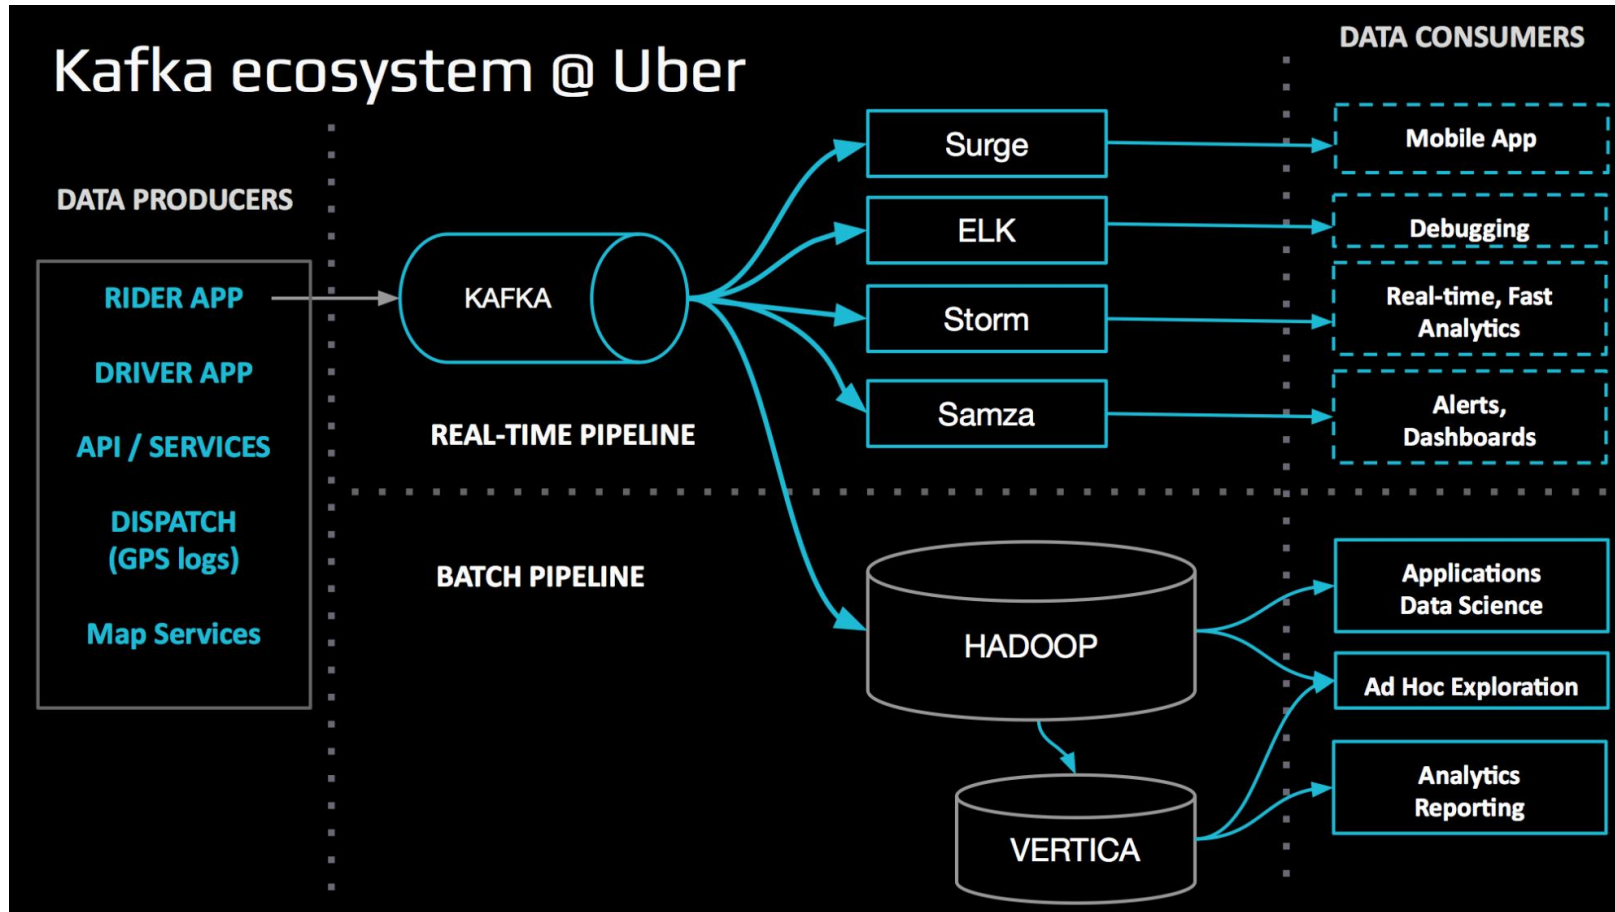 Kafka ecosystem @ Uber
DATA PRODUCERS
RIDER APP
DRIVER APP
API / SERVICES
DISPATCH
(GPS logs)
Map Services
KAFKA
REAL-TIME PIPELINE
BATCH PIPELINE
Surge
ELK
Storm
Samza
HADOOP
VERTICA
DATA CONSUMERS
Mobile App
Debugging
Real-time, Fast
Analytics
Alerts,
Dashboards
Applications
Data Science
Ad Hoc Exploration
Analytics
Reporting